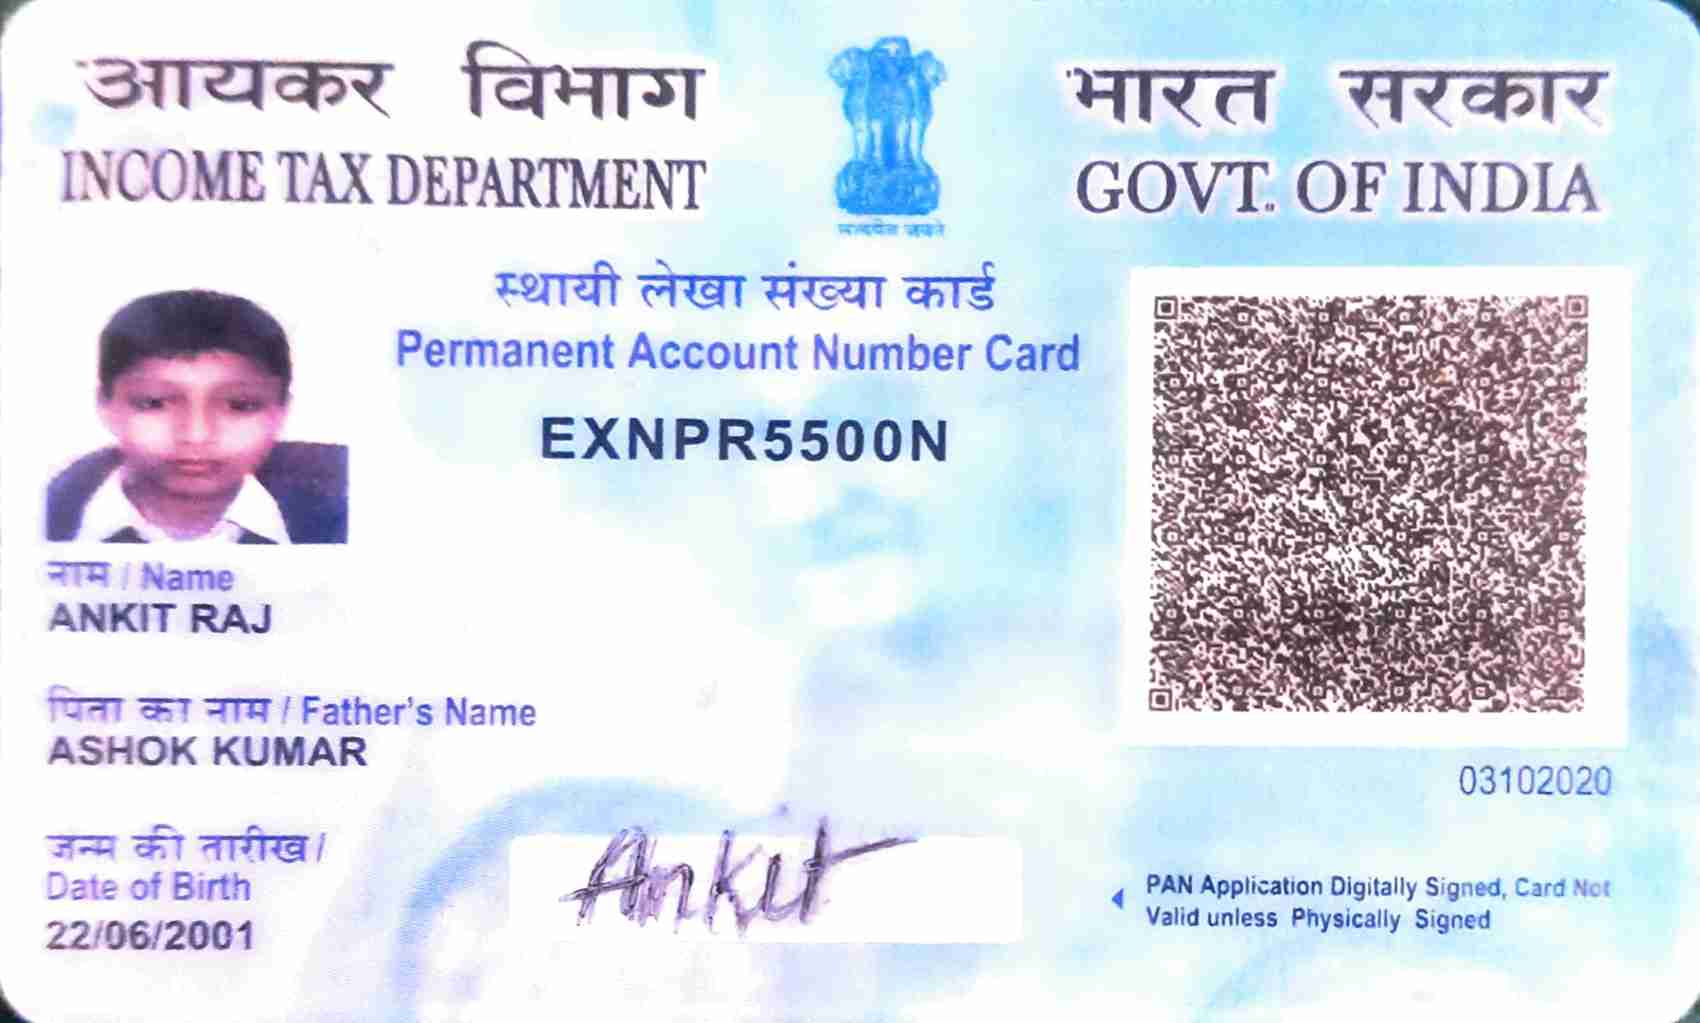 आयकर विभाग
INCOME TAX DEPARTMENT
सत्यमेव जयते
भारत सरकार
GOVT. OF INDIA
स्थायी लेखा संख्या कार्ड
Permanent Account Number Card
EXNPR5500N
नाम / Name
ANKIT RAJ
पिता का नाम / Father's Name
ASHOK KUMAR
03102020
जन्म की तारीख /
Date of Birth
22/06/2001
Ankit
PAN Application Digitally Signed, Card Not
Valid unless Physically Signed